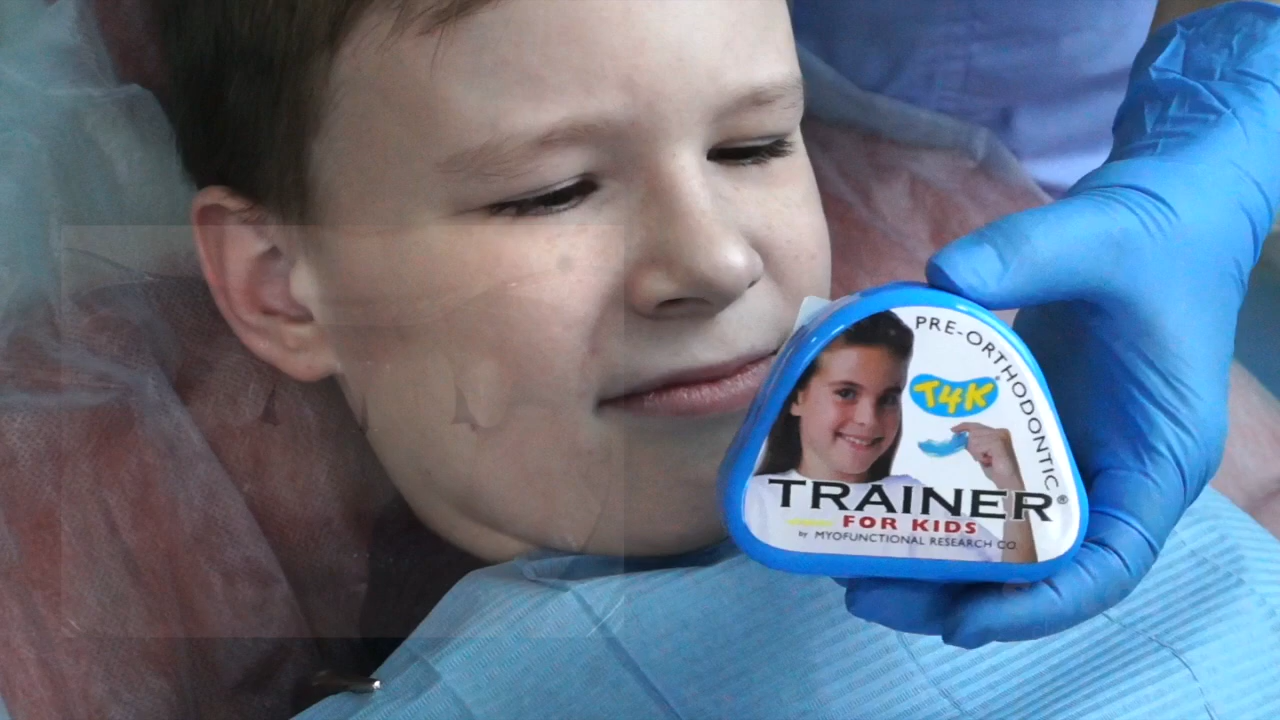 PRE-ORTHODONTIC
T4K
TRAINER®
FOR KIDS
by MYOFUNCTIONAL RESEARCH CO.